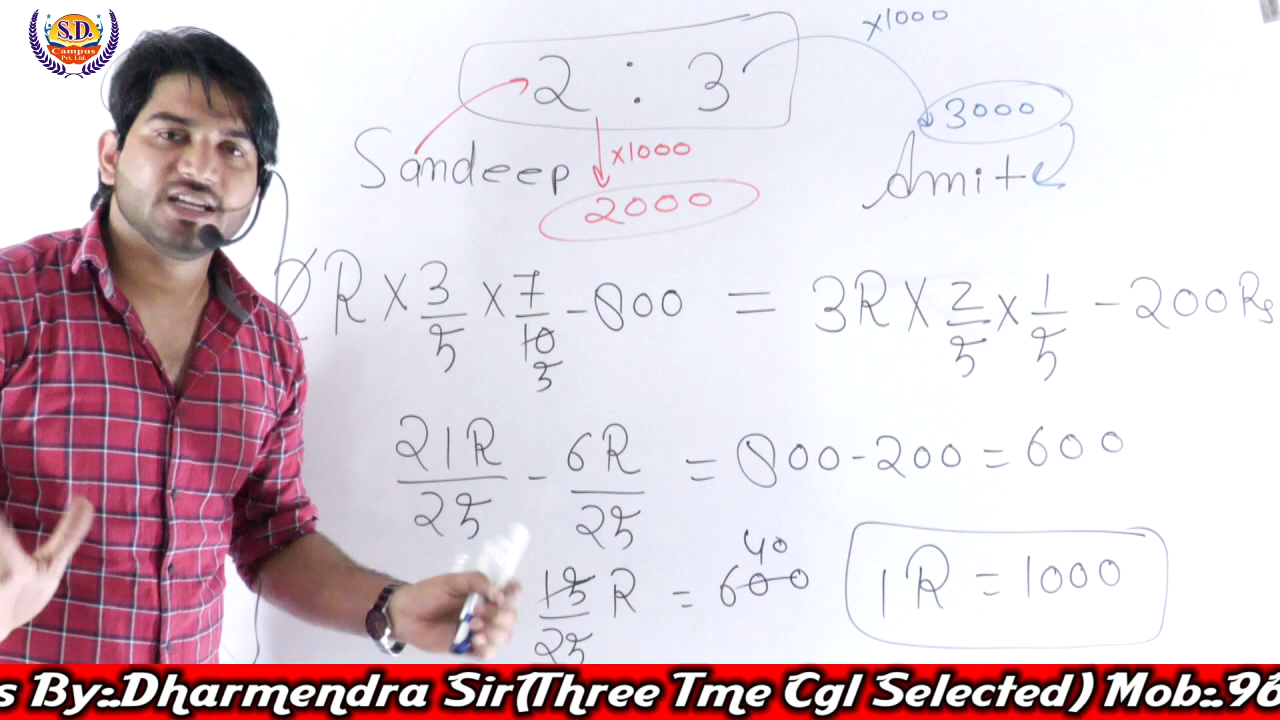 S.D.
Campus
Pvt. Ltd.
2 : 3
x1000
3000
Sandeep
x1000
2000
Amit
R x 3/5 x 7/10 - 800 = 3R x 2/5 x 1/5 - 200 Rs
5
21R/25 - 6R/25 = 800 - 200 = 600
40
15/25 R = 600
1R = 1000
s By:.Dharmendra Sir(Three Tme Cgl Selected) Mob:.96